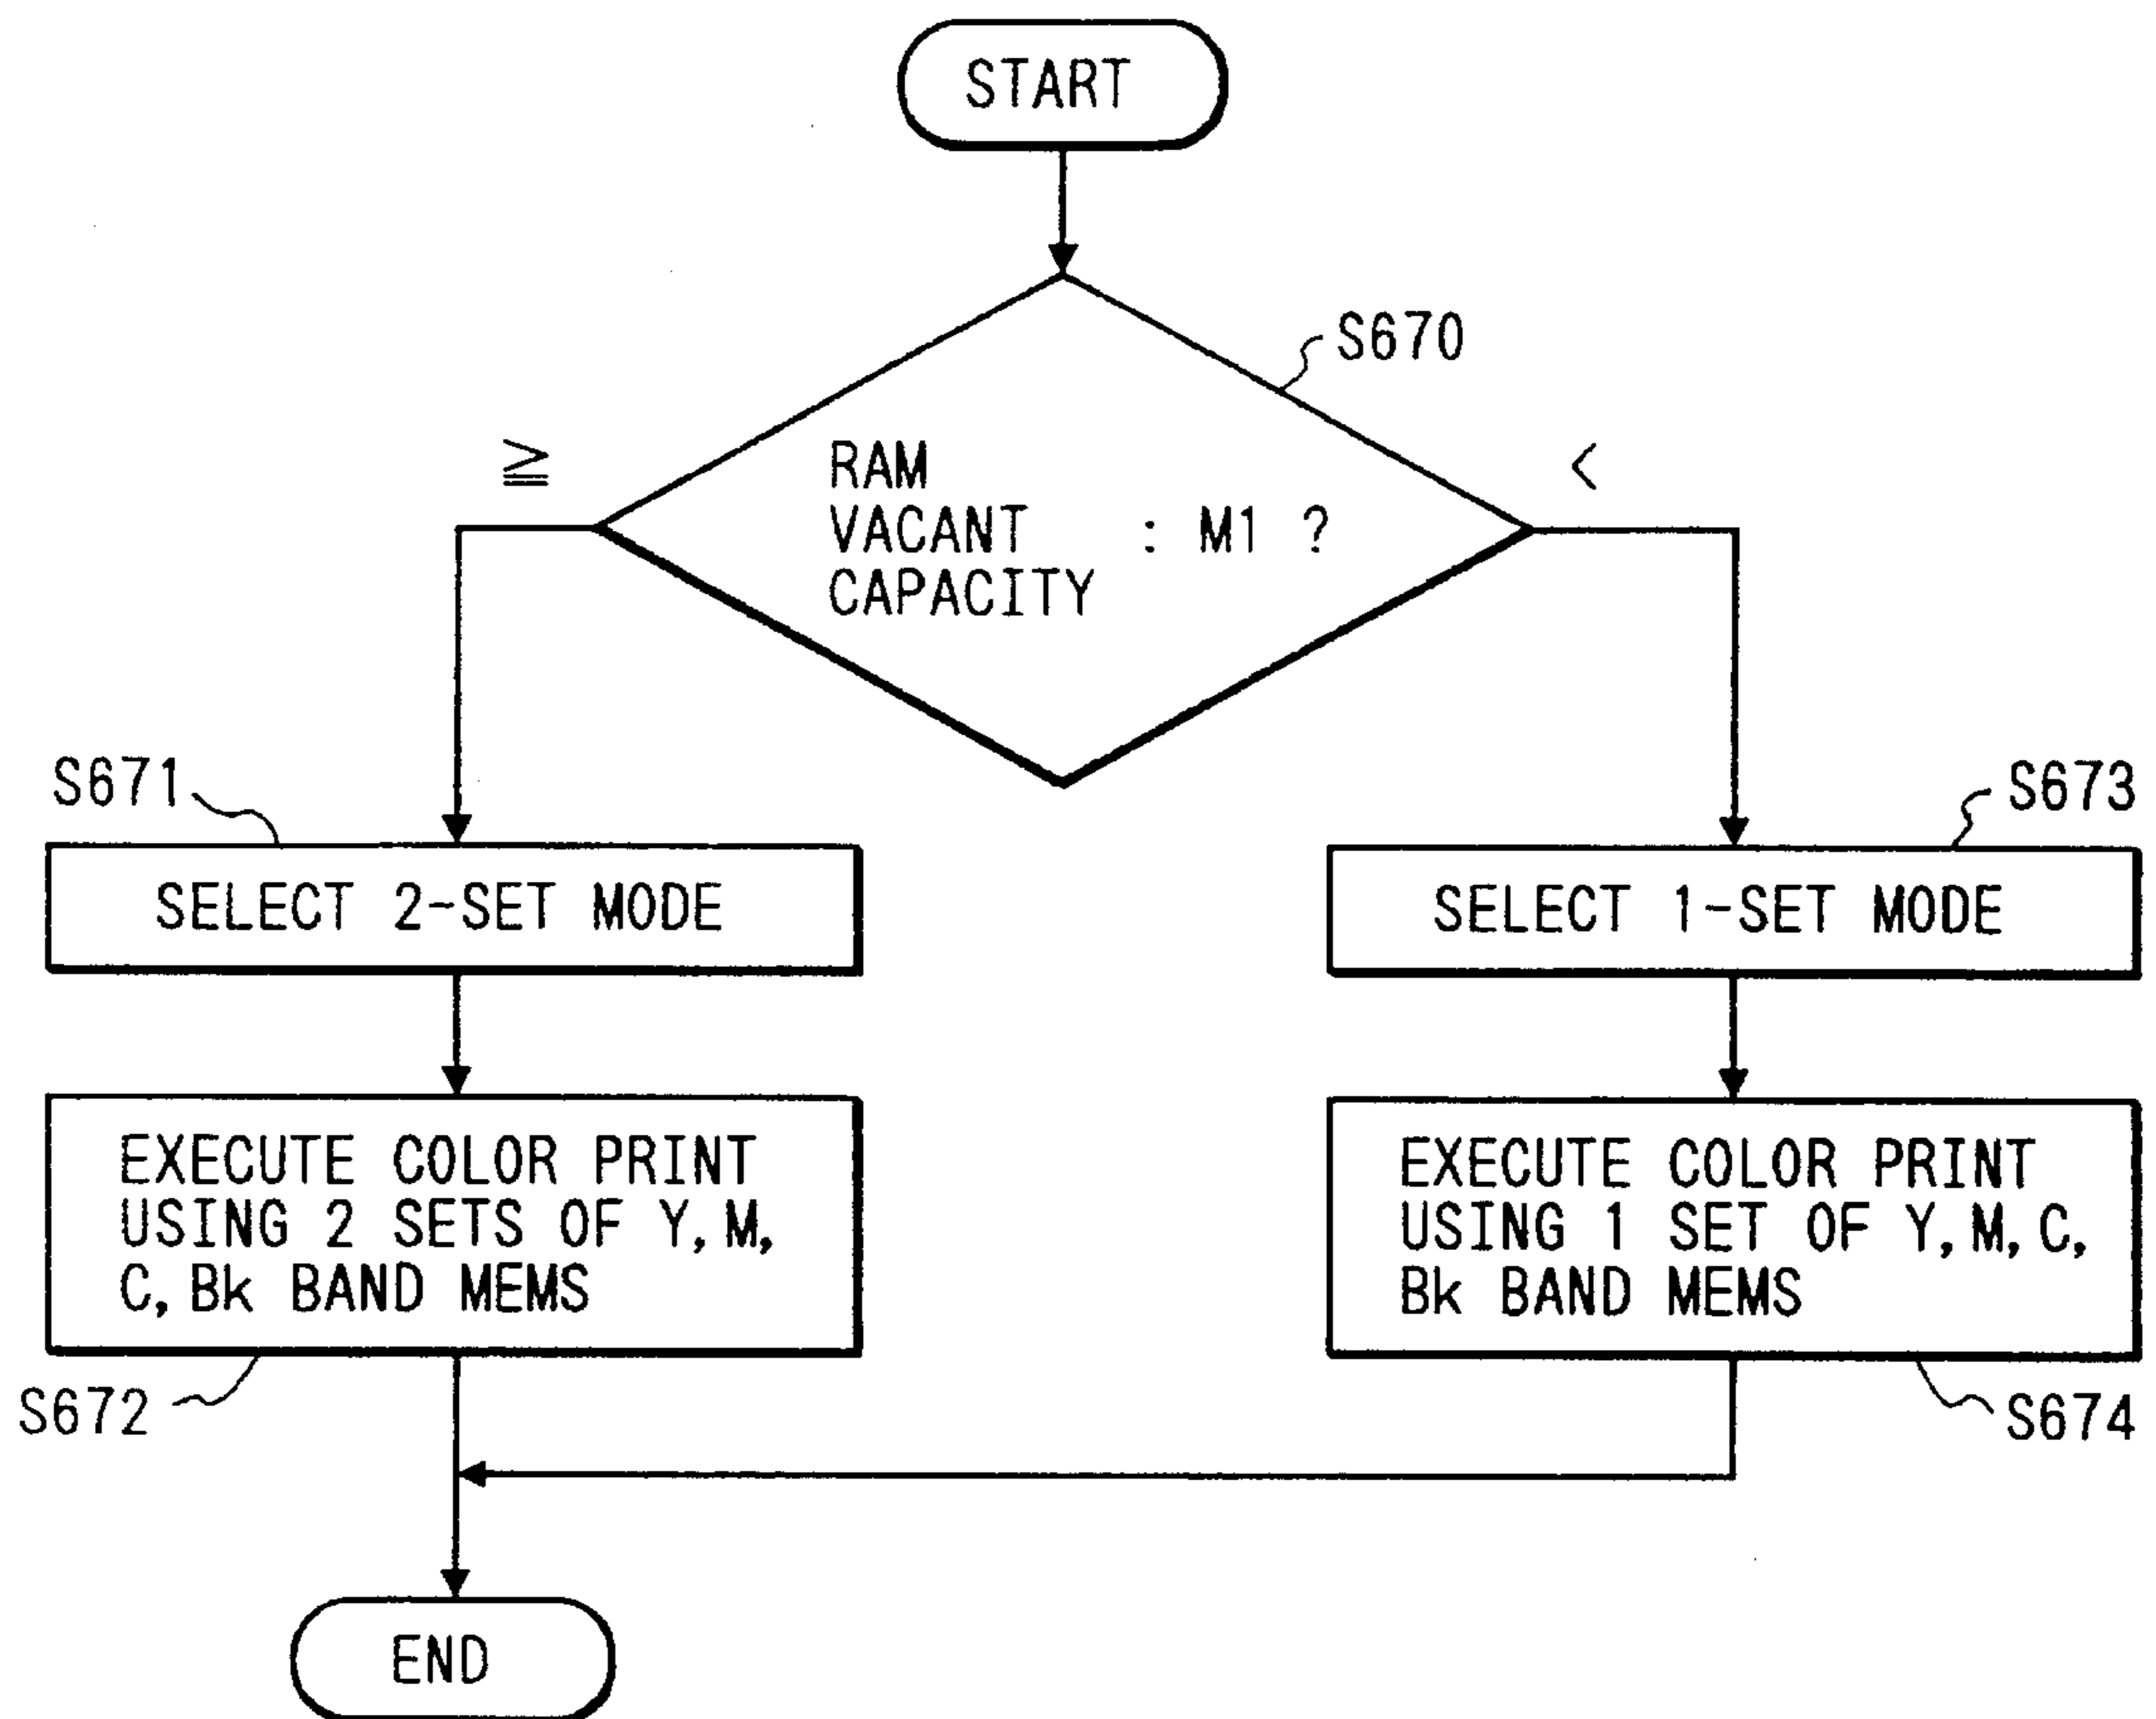 START
S670
≧
<
RAM
VACANT : M1 ?
CAPACITY
S671
S673
SELECT 2-SET MODE
SELECT 1-SET MODE
EXECUTE COLOR PRINT
USING 2 SETS OF Y, M,
C, Bk BAND MEMS
EXECUTE COLOR PRINT
USING 1 SET OF Y, M, C,
Bk BAND MEMS
S672
S674
END